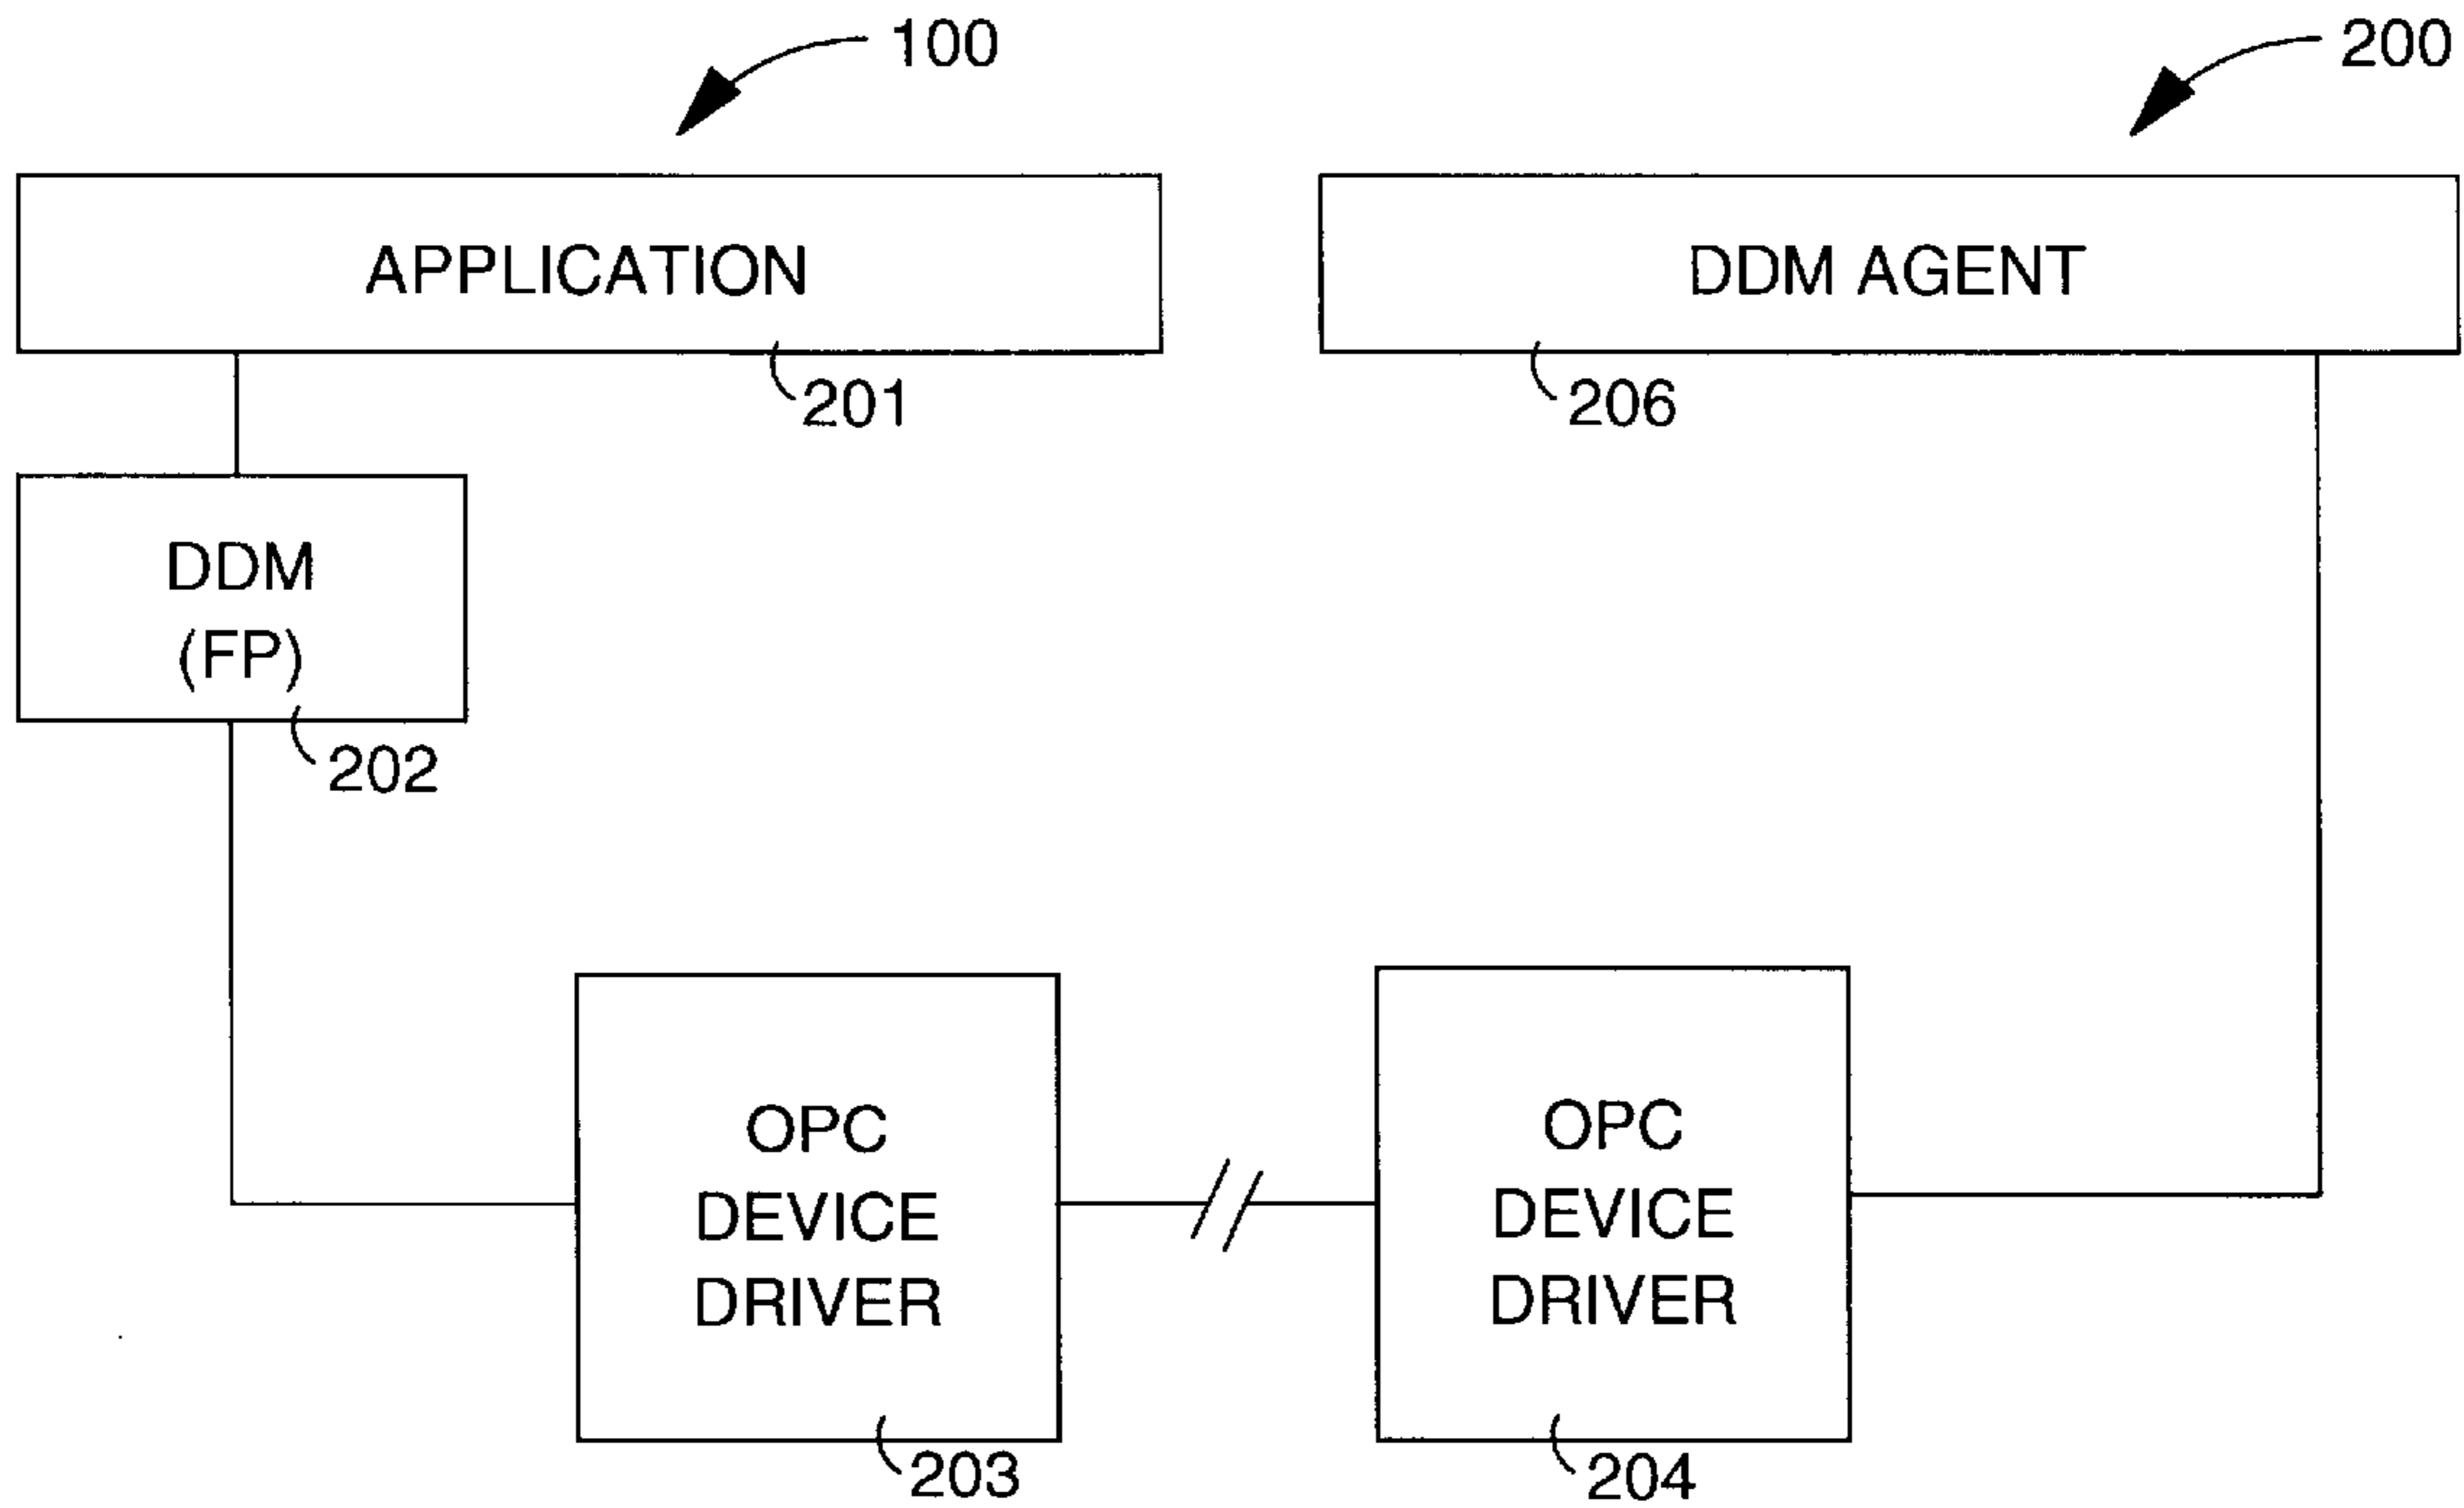 100
200
APPLICATION
DDM AGENT
201
206
DDM
(FP)
202
OPC
DEVICE
DRIVER
203
OPC
DEVICE
DRIVER
204